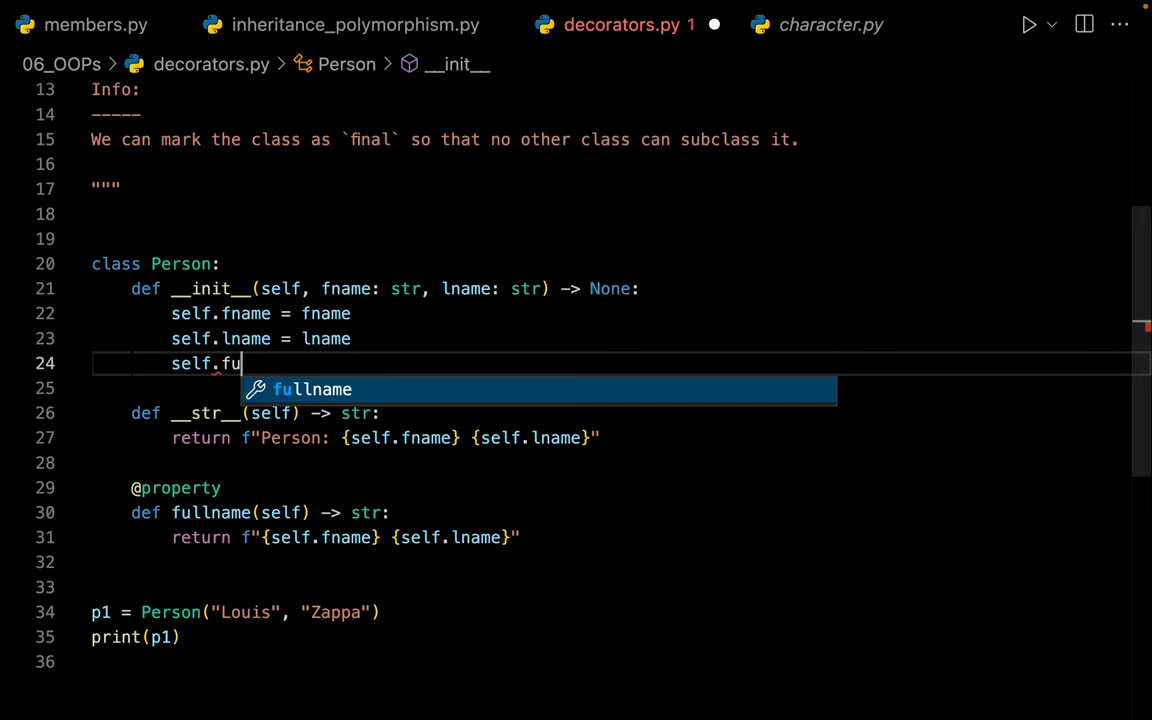 members.py inheritance_polymorphism.py decorators.py 1 character.py
06_OOPs > decorators.py > Person > __init__
13 Info:
14 -----
15 We can mark the class as `final` so that no other class can subclass it.
16
17 """
18
19
20 class Person:
21     def __init__(self, fname: str, lname: str) -> None:
22         self.fname = fname
23         self.lname = lname
24         self.fu
25 fullname
26     def __str__(self) -> str:
27         return f"Person: {self.fname} {self.lname}"
28
29     @property
30     def fullname(self) -> str:
31         return f"{self.fname} {self.lname}"
32
33
34 p1 = Person("Louis", "Zappa")
35 print(p1)
36